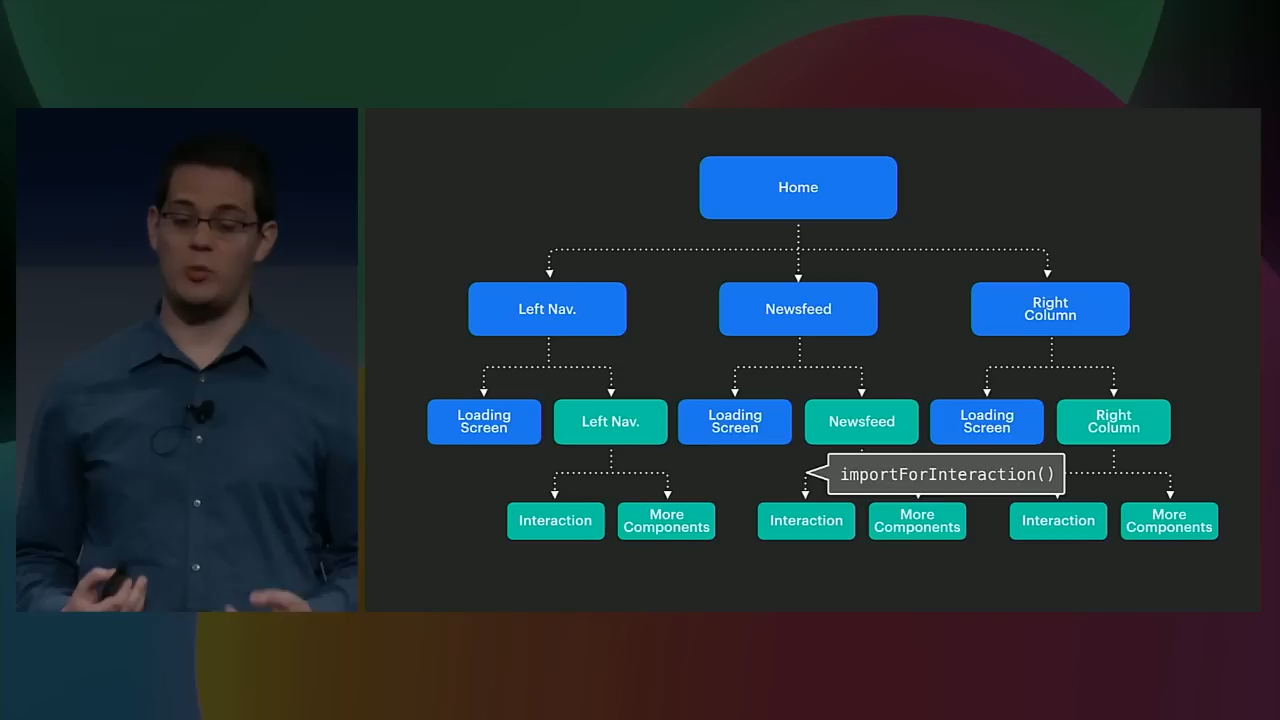 Home
Left Nav.
Newsfeed
Right
Column
Loading
Screen
Left Nav.
Loading
Screen
Newsfeed
Loading
Screen
Right
Column
importForInteraction()
Interaction
More
Components
Interaction
More
Components
Interaction
More
Components